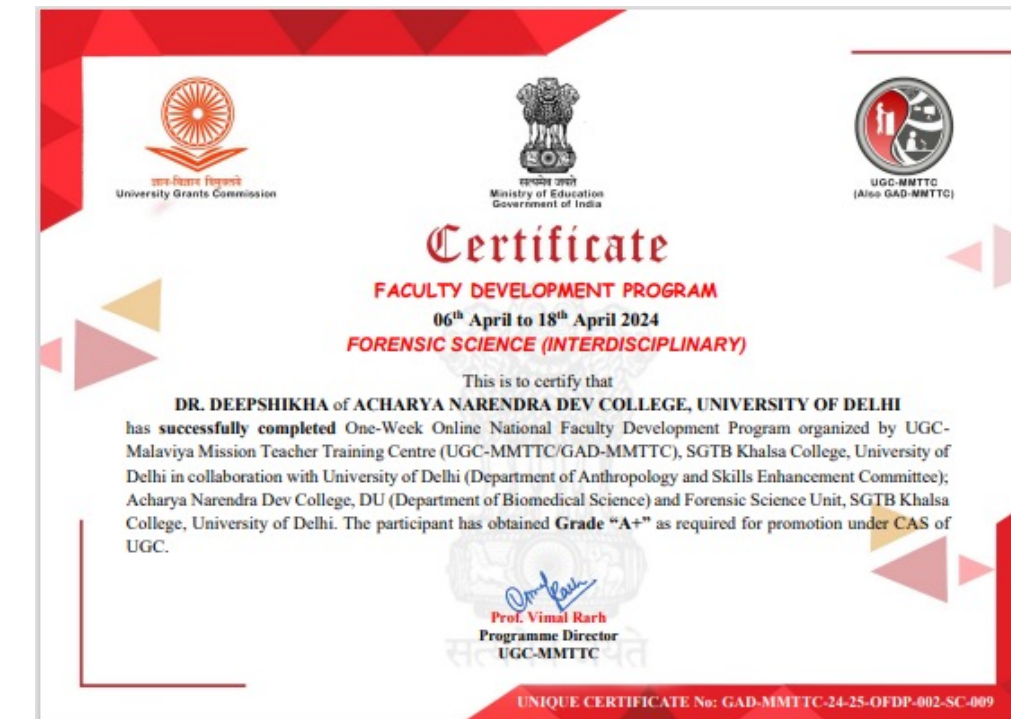 ज्ञान-विज्ञान विमुक्तये
University Grants Commission
सत्यमेव जयते
Ministry of Education
Government of India
UGC-MMTTC
(Also GAD-MMTTC)
Certificate
FACULTY DEVELOPMENT PROGRAM
06th April to 18th April 2024
FORENSIC SCIENCE (INTERDISCIPLINARY)
This is to certify that
DR. DEEPSHIKHA of ACHARYA NARENDRA DEV COLLEGE, UNIVERSITY OF DELHI
has successfully completed One-Week Online National Faculty Development Program organized by UGC-
Malaviya Mission Teacher Training Centre (UGC-MMTTC/GAD-MMTTC), SGTB Khalsa College, University of
Delhi in collaboration with University of Delhi (Department of Anthropology and Skills Enhancement Committee);
Acharya Narendra Dev College, DU (Department of Biomedical Science) and Forensic Science Unit, SGTB Khalsa
College, University of Delhi. The participant has obtained Grade “A+” as required for promotion under CAS of
UGC.
Prof. Vimal Rarh
Programme Director
UGC-MMTTC
सत्यमेव जयते
UNIQUE CERTIFICATE No: GAD-MMTTC-24-25-OFDP-002-SC-009